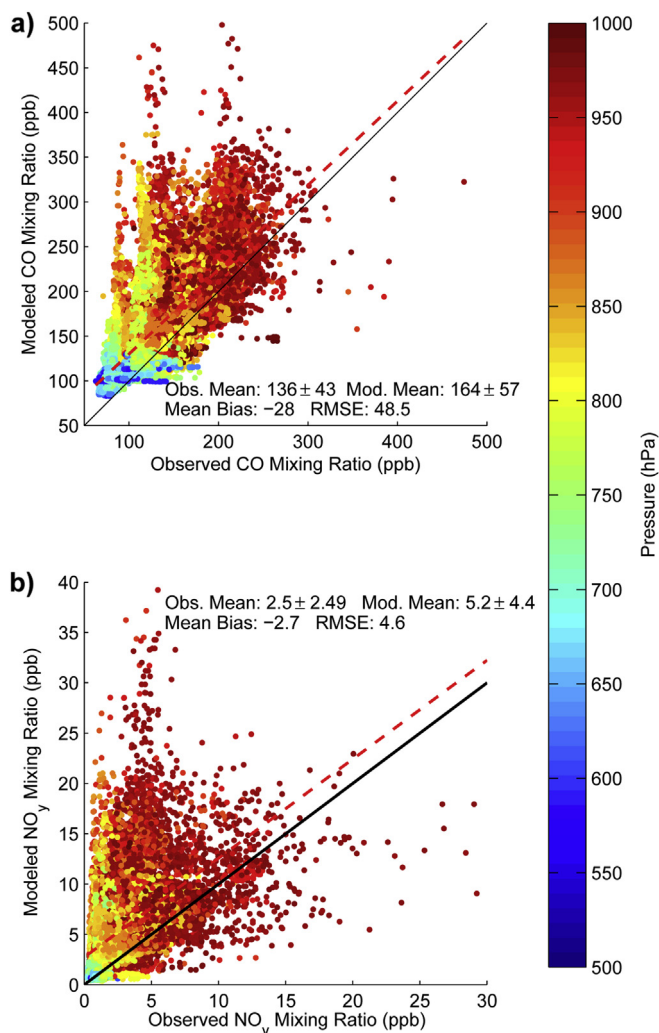 a)
500
450
400
350
300
250
200
150
100
50
Modeled CO Mixing Ratio (ppb)
Obs. Mean: 136± 43 Mod. Mean: 164± 57
Mean Bias: −28 RMSE: 48.5
100 200 300 400 500
Observed CO Mixing Ratio (ppb)
b)
40
35
30
25
20
15
10
5
0
Modeled NOy Mixing Ratio (ppb)
Obs. Mean: 2.5± 2.49 Mod. Mean: 5.2± 4.4
Mean Bias: −2.7 RMSE: 4.6
0 5 10 15 20 25 30
Observed NOy Mixing Ratio (ppb)
1000
950
900
850
800
750
700
650
600
550
500
Pressure (hPa)